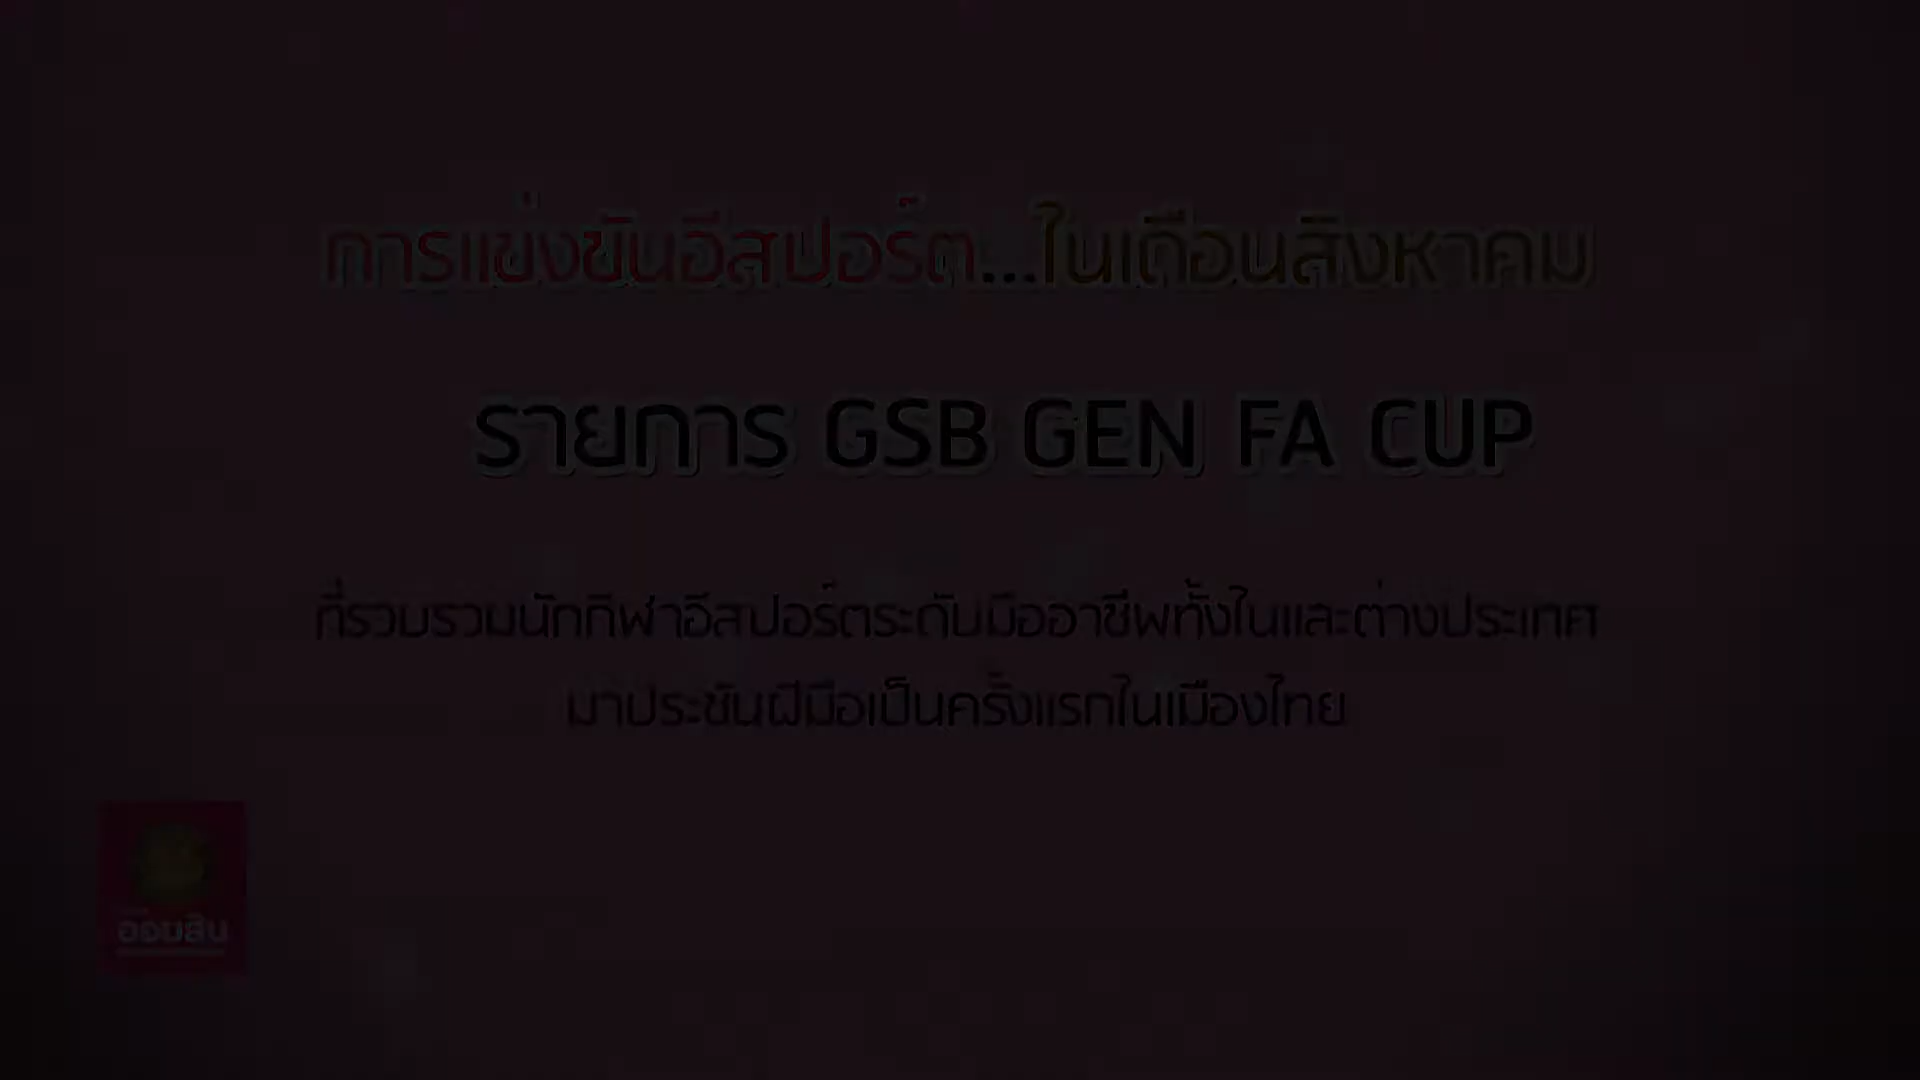 การแข่งขันอีสปอร์ต...ในเดือนสิงหาคม
รายการ GSB GEN FA CUP
ที่รวบรวมนักกีฬาอีสปอร์ตระดับมืออาชีพทั้งในและต่างประเทศ
มาประชันฝีมือเป็นครั้งแรกในเมืองไทย
ออมสิน